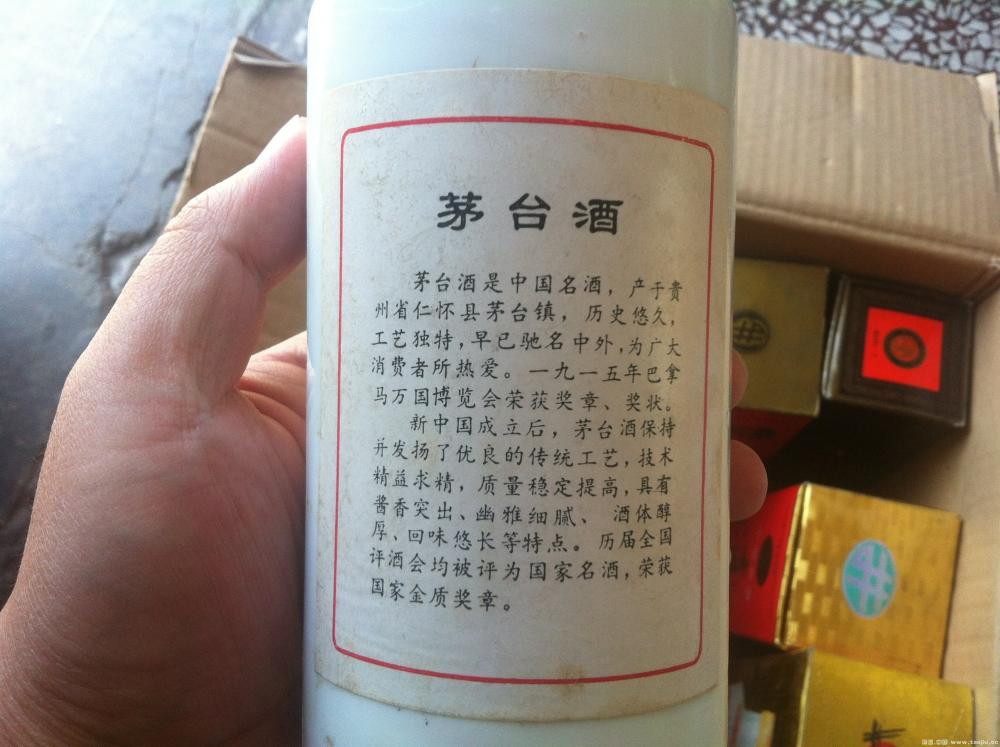 茅台酒
茅台酒是中国名酒，产于贵
州省仁怀县茅台镇，历史悠久，
工艺独特，早已驰名中外，为广大
消费者所热爱。一九一五年巴拿
马万国博览会荣获奖章、奖状。
新中国成立后，茅台酒保持
并发扬了优良的传统工艺，技术
精益求精，质量稳定提高，具有
酱香突出、幽雅细腻、酒体醇
厚、回味悠长等特点。历届全国
评酒会均被评为国家名酒，荣获
国家金质奖章。